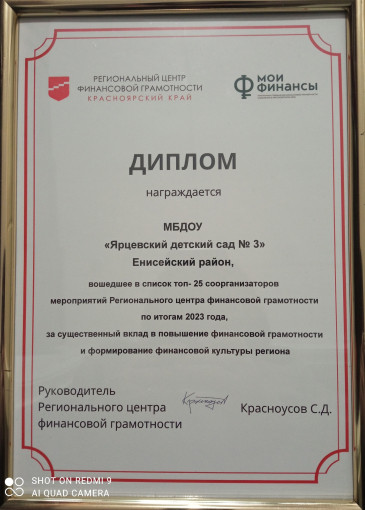 РЕГИОНАЛЬНЫЙ ЦЕНТР
ФИНАНСОВОЙ ГРАМОТНОСТИ
КРАСНОЯРСКИЙ КРАЙ
МОИ
ФИНАНСЫ
ДИПЛОМ
награждается
МБДОУ
«Ярцевский детский сад № 3»
Енисейский район,
вошедшее в список топ- 25 соорганизаторов
мероприятий Регионального центра финансовой грамотности
по итогам 2023 года,
за существенный вклад в повышение финансовой грамотности
и формирование финансовой культуры региона
Руководитель
Регионального центра
финансовой грамотности
Красноусов С.Д.
SHOT ON REDMI 9
AI QUAD CAMERA